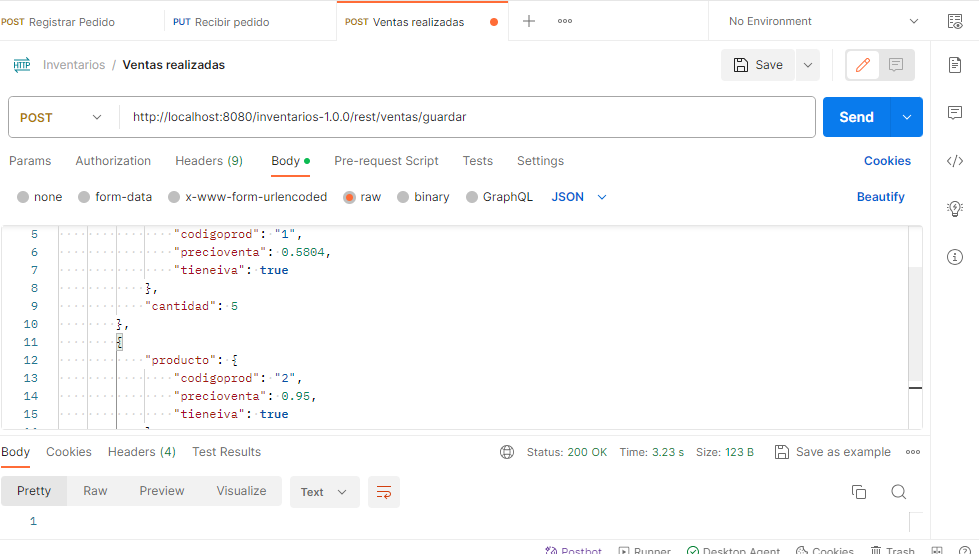 POST Registrar Pedido PUT Recibir pedido POST Ventas realizadas No Environment
HTTP Inventarios / Ventas realizadas Save
POST http://localhost:8080/inventarios-1.0.0/rest/ventas/guardar Send
Params Authorization Headers (9) Body Pre-request Script Tests Settings Cookies
none form-data x-www-form-urlencoded raw binary GraphQL JSON Beautify
5 "codigoprod": "1",
6 "precioventa": 0.5804,
7 "tieneiva": true
8 },
9 "cantidad": 5
10 },
11 {
12 "producto": {
13 "codigoprod": "2",
14 "precioventa": 0.95,
15 "tieneiva": true
Body Cookies Headers (4) Test Results Status: 200 OK Time: 3.23 s Size: 123 B Save as example
Pretty Raw Preview Visualize Text
1
Postbot Runner Desktop Agent Cookies Trash